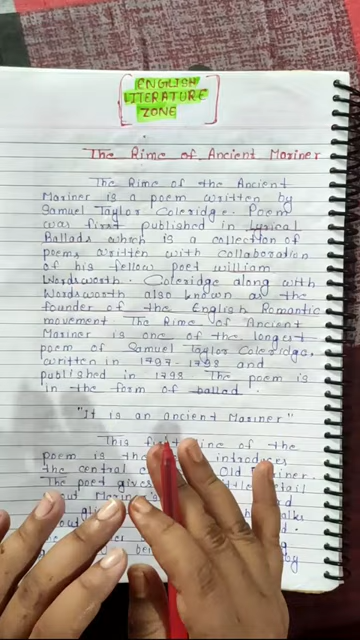 ENGLISH
LITERATURE
ZONE
The Rime of Ancient Mariner
The Rime of the Ancient
Mariner is a poem written by
Samuel Taylor Coleridge. Poem
was first published in Lyrical
Ballads which is a collection of
poems written with collaboration
of his fellow poet william
Wordsworth. Coleridge along with
Wordsworth also known as the
founder of the English Romantic
movement. The Rime of Ancient
Mariner is one of the longest
poem of Samuel Taylor Coleridge,
written in 1797-1798 and
published in 1798. The poem is
in the form of balled.
"It is an ancient Mariner"
This first line of the
poem is introduces
the central Old
The poet gives detail